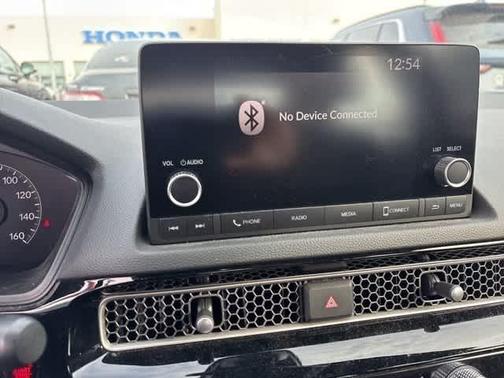 HONDA
12:54
No Device Connected
VOL AUDIO
LIST SELECT
PHONE RADIO MEDIA CONNECT MENU
100
120
140
160